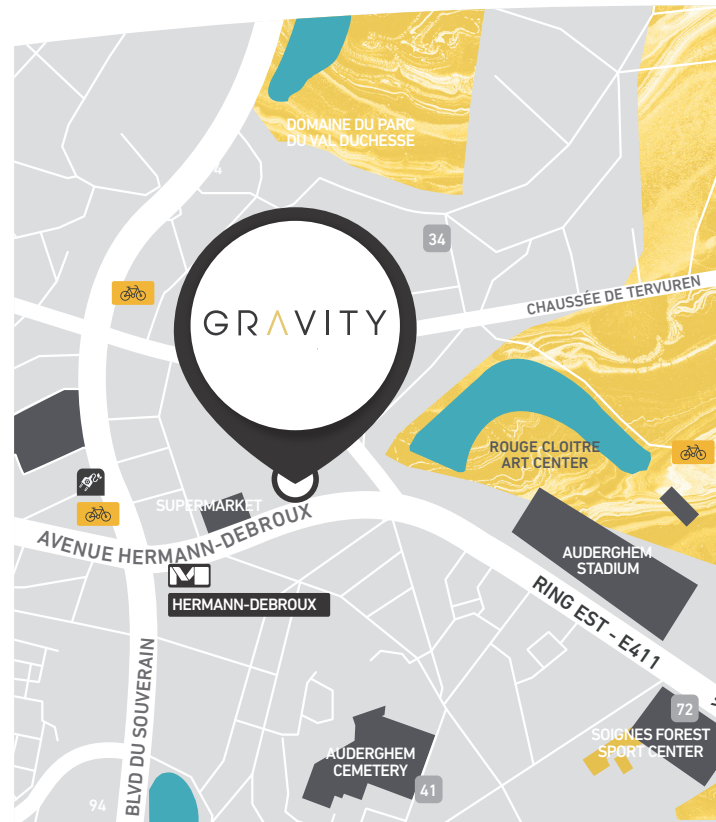 DOMAINE DU PARC
DU VAL DUCHESSE
34
CHAUSSÉE DE TERVUREN
GRAVITY
ROUGE CLOITRE
ART CENTER
SUPERMARKET
AVENUE HERMANN-DEBROUX
AUDERGHEM
STADIUM
M
HERMANN-DEBROUX
RING EST - E411
BLVD DU SOUVERAIN
72
SOIGNES FOREST
SPORT CENTER
AUDERGHEM
CEMETERY
41
94